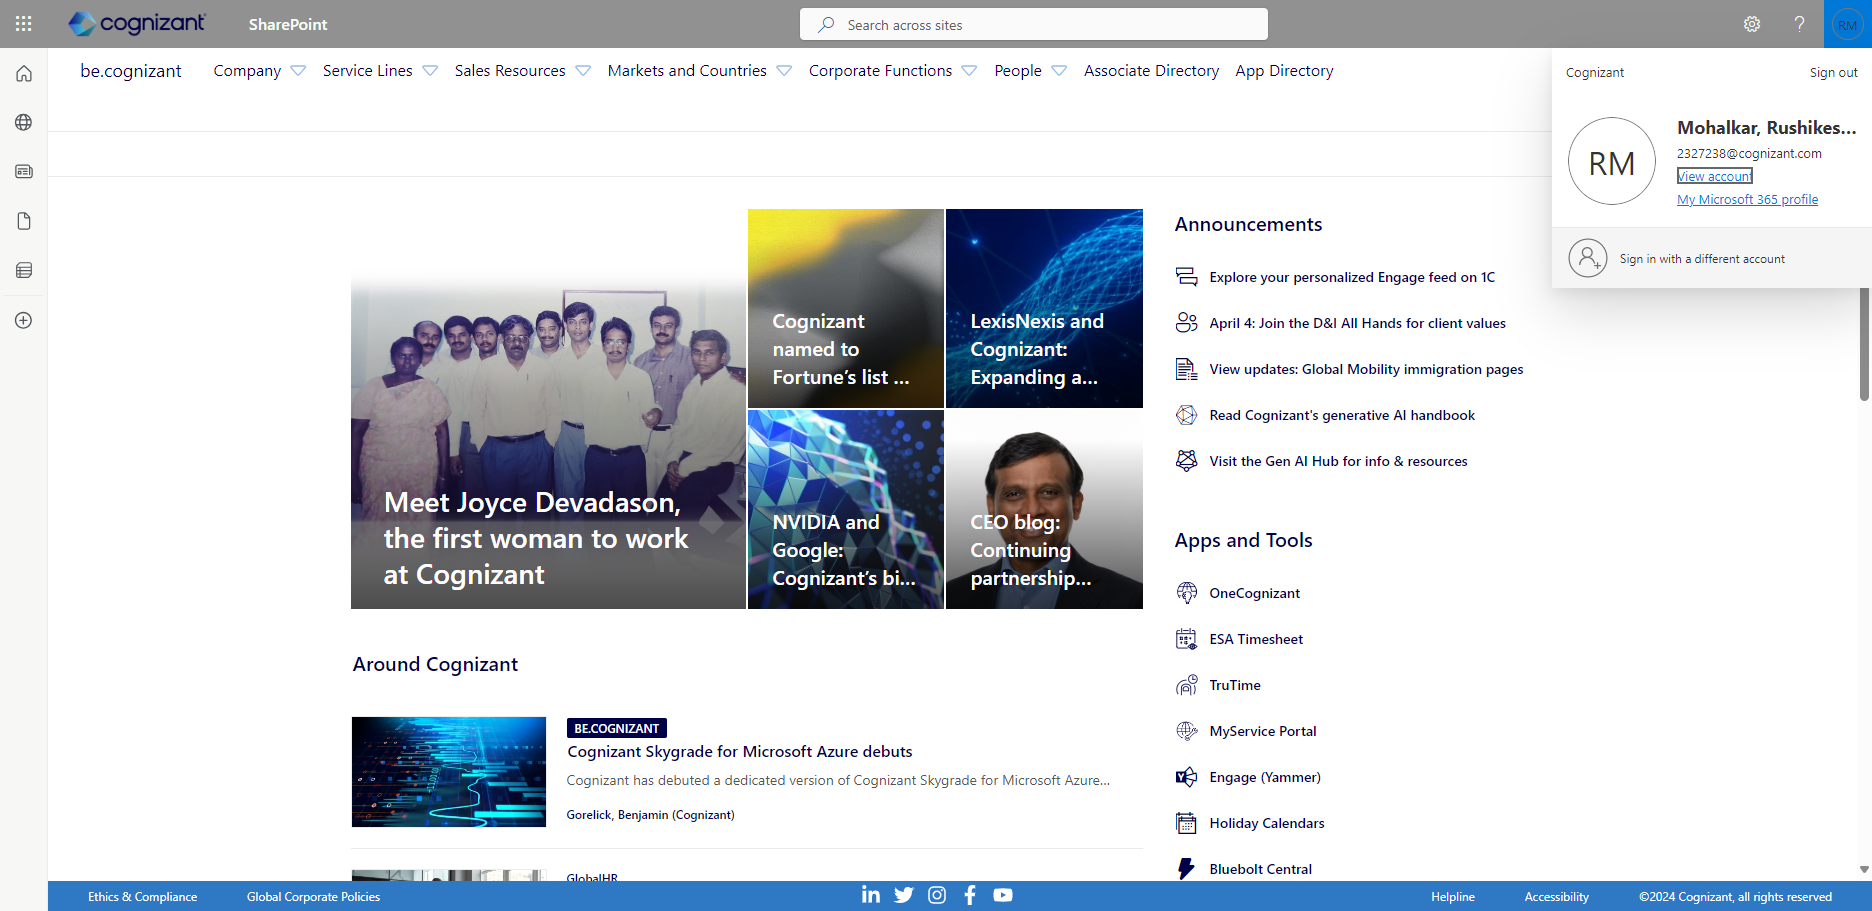 cognizant
SharePoint
Search across sites
?
RM
be.cognizant
Company
Service Lines
Sales Resources
Markets and Countries
Corporate Functions
People
Associate Directory
App Directory
Cognizant
Sign out
RM
Mohalkar, Rushikes...
2327238@cognizant.com
View account
My Microsoft 365 profile
Sign in with a different account
Meet Joyce Devadason,
the first woman to work
at Cognizant
Cognizant
named to
Fortune’s list ...
LexisNexis and
Cognizant:
Expanding a...
NVIDIA and
Google:
Cognizant’s bi...
CEO blog:
Continuing
partnership...
Announcements
Explore your personalized Engage feed on 1C
April 4: Join the D&I All Hands for client values
View updates: Global Mobility immigration pages
Read Cognizant's generative AI handbook
Visit the Gen AI Hub for info & resources
Apps and Tools
OneCognizant
ESA Timesheet
TruTime
MyService Portal
Engage (Yammer)
Holiday Calendars
Bluebolt Central
Around Cognizant
BE.COGNIZANT
Cognizant Skygrade for Microsoft Azure debuts
Cognizant has debuted a dedicated version of Cognizant Skygrade for Microsoft Azure...
Gorelick, Benjamin (Cognizant)
GlobalHR
Ethics & Compliance
Global Corporate Policies
Helpline
Accessibility
©2024 Cognizant, all rights reserved